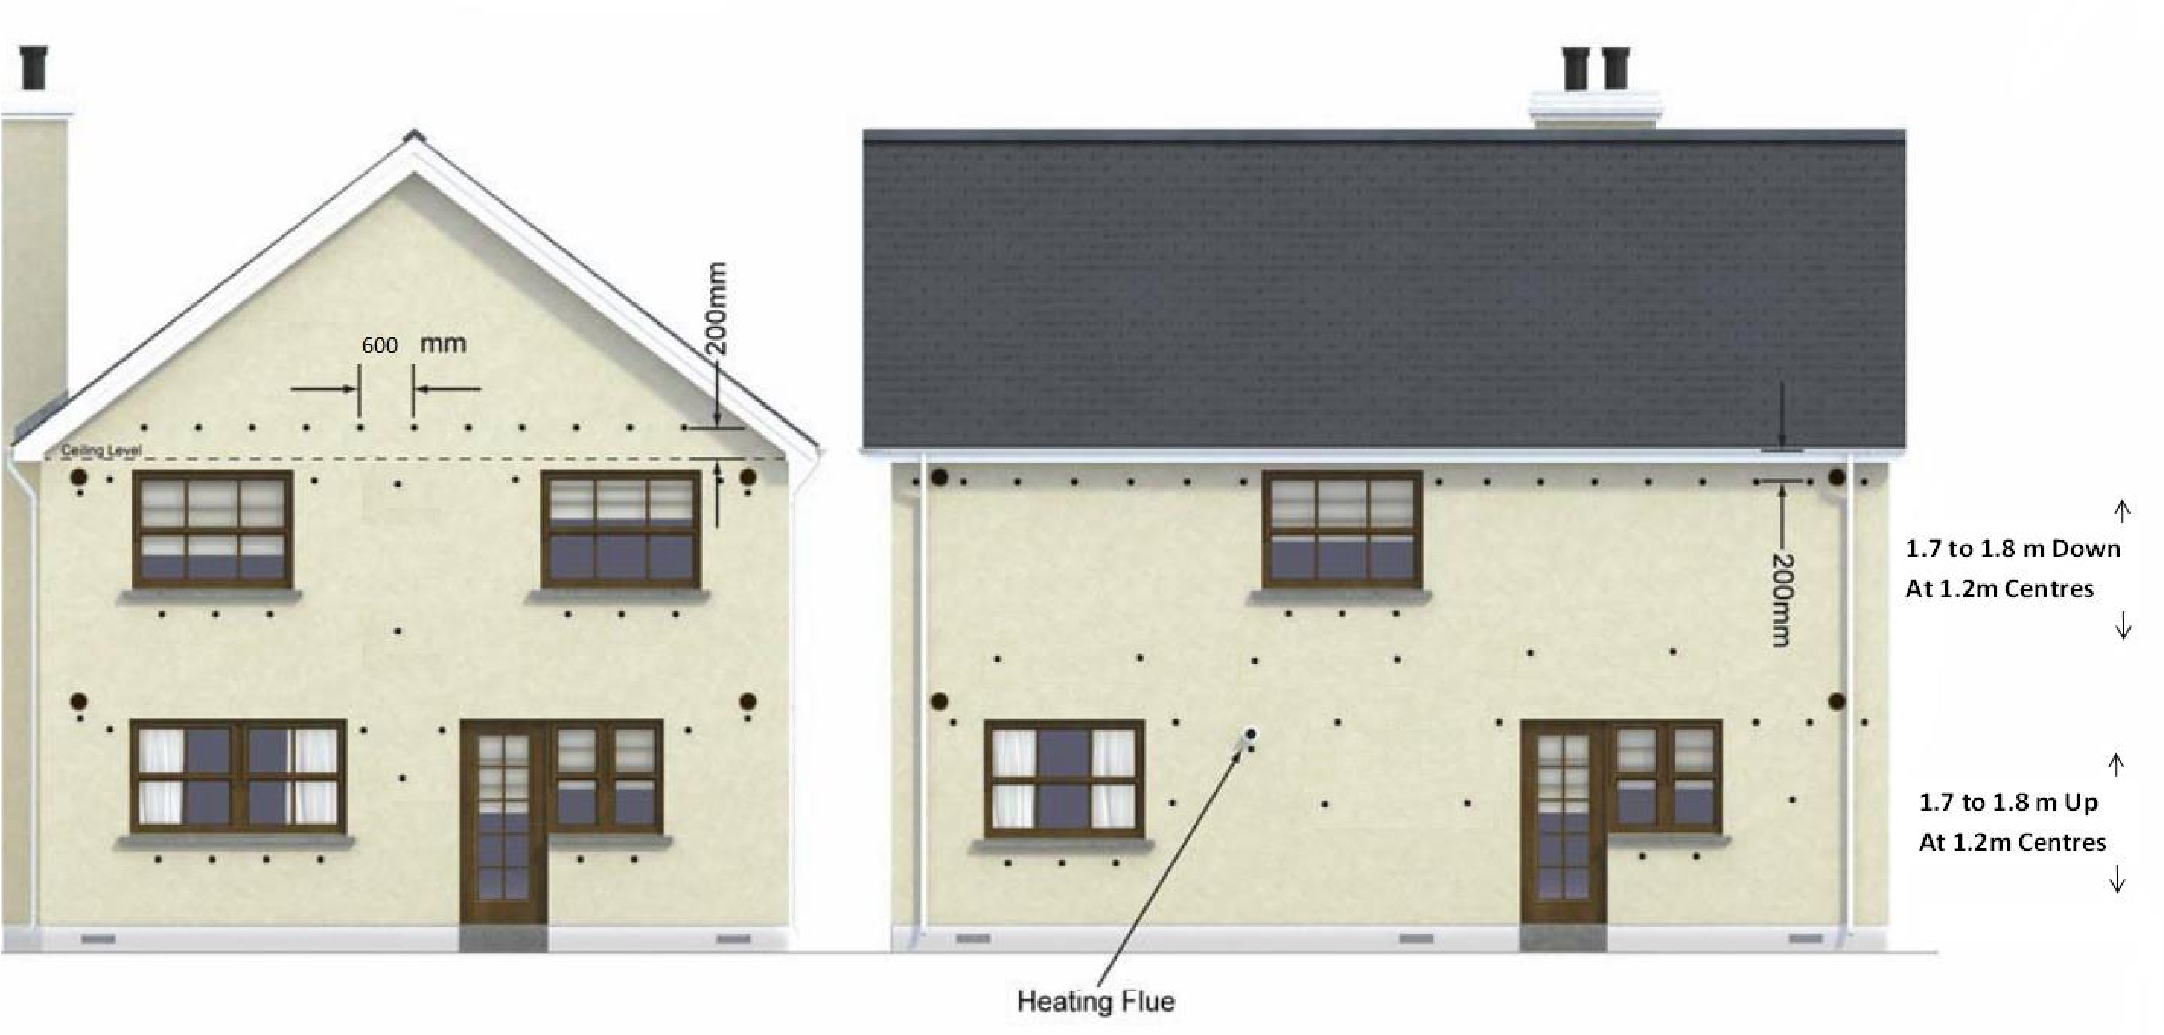 200mm
600 mm
Ceiling Level
1.7 to 1.8 m Down
At 1.2m Centres
200mm
1.7 to 1.8 m Up
At 1.2m Centres
Heating Flue